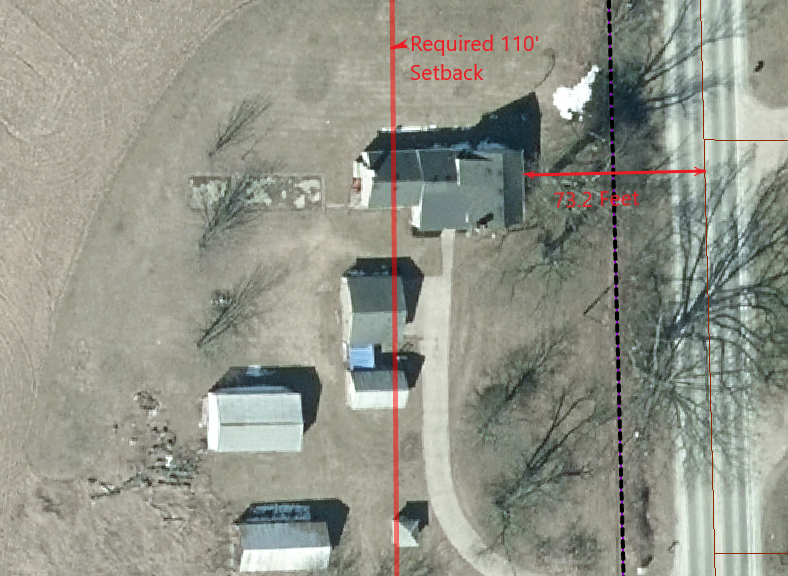 Required 110'
Setback
73.2 Feet